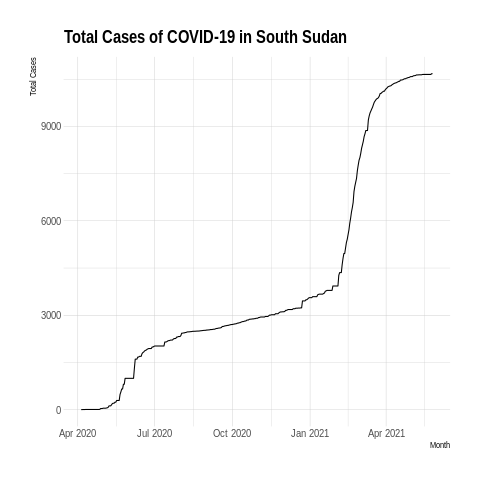 Total Cases of COVID-19 in South Sudan
Total Cases
9000
6000
3000
0
Apr 2020 Jul 2020 Oct 2020 Jan 2021 Apr 2021
Month